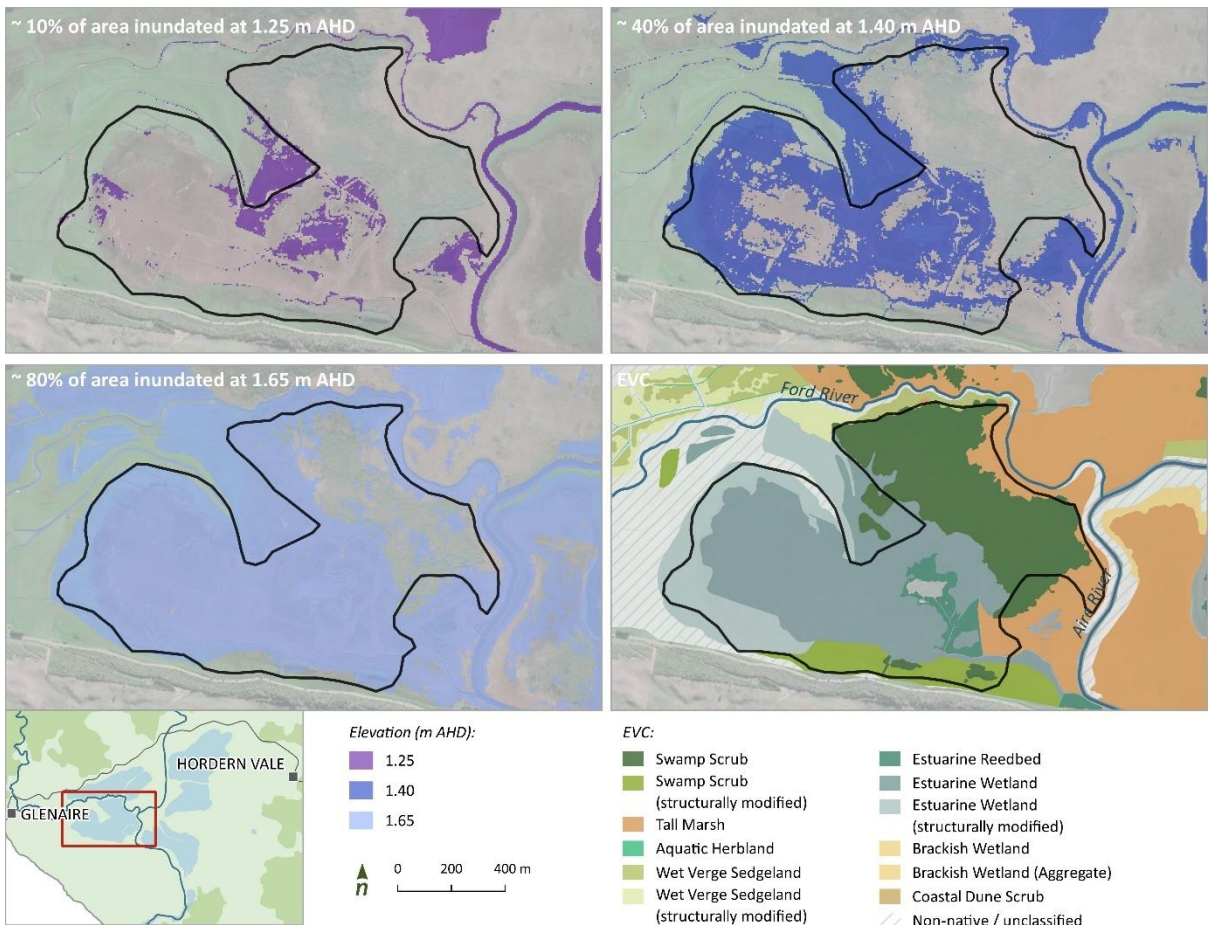 ~ 10% of area inundated at 1.25 m AHD
~ 40% of area inundated at 1.40 m AHD
~ 80% of area inundated at 1.65 m AHD
EVC
Ford River
Aire River
HORDERN VALE
GLENAIRE
Elevation (m AHD):
1.25
1.40
1.65
n
0 200 400 m
EVC:
Swamp Scrub
Swamp Scrub
(structurally modified)
Tall Marsh
Aquatic Herbland
Wet Verge Sedgeland
Wet Verge Sedgeland
(structurally modified)
Estuarine Reedbed
Estuarine Wetland
Estuarine Wetland
(structurally modified)
Brackish Wetland
Brackish Wetland (Aggregate)
Coastal Dune Scrub
Non-native / unclassified